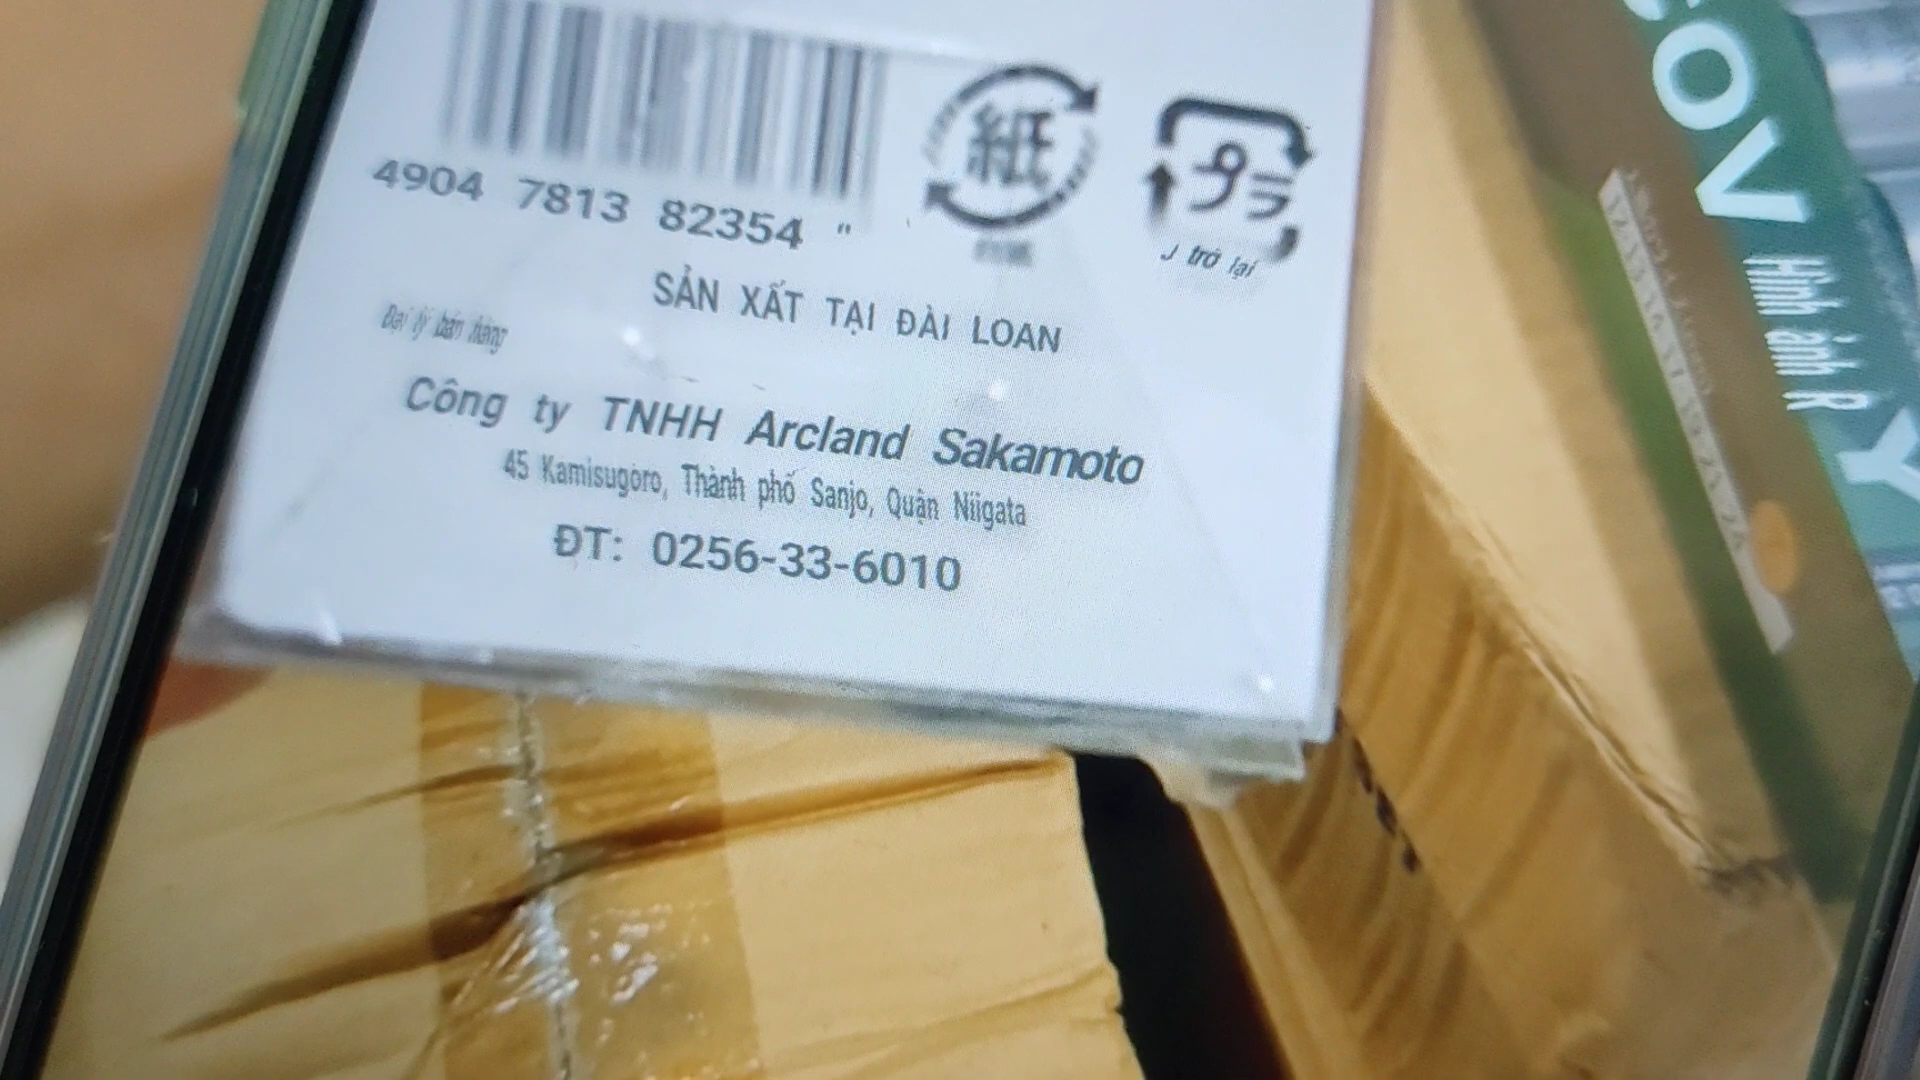 4904 7813 82354 "
紙
プラ
trở lại
SẢN XẤT TẠI ĐÀI LOAN
Đại lý bán hàng
Công ty TNHH Arcland Sakamoto
45 Kamisugoro, Thành phố Sanjo, Quận Niigata
ĐT: 0256-33-6010
OV
Hình ảnh R
Y